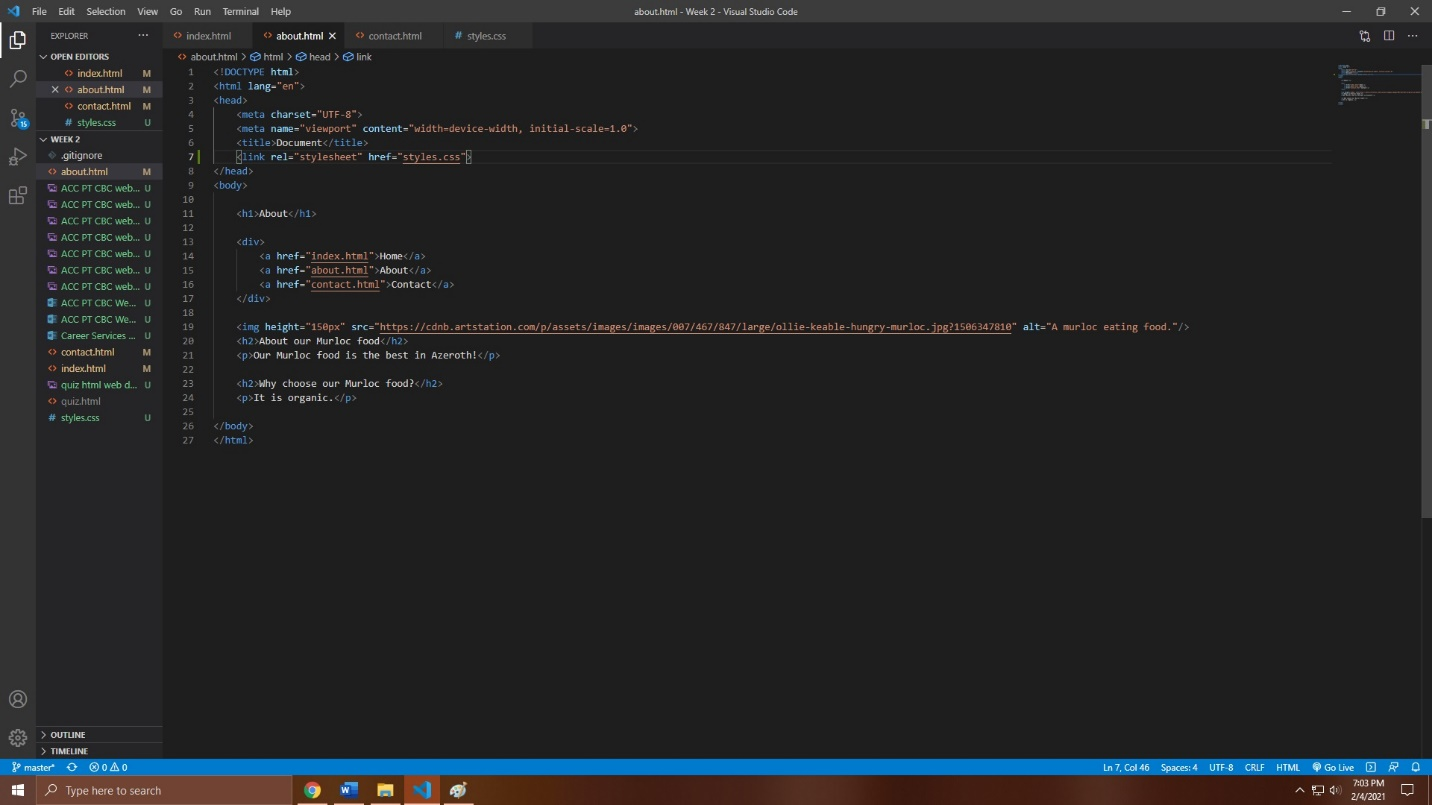 File Edit Selection View Go Run Terminal Help
about.html - Week 2 - Visual Studio Code
EXPLORER
index.html
about.html
contact.html
styles.css
OPEN EDITORS
index.html M
about.html M
contact.html M
styles.css U
WEEK 2
.gitignore
about.html M
ACC PT CBC web... U
ACC PT CBC web... U
ACC PT CBC web... U
ACC PT CBC web... U
ACC PT CBC web... U
ACC PT CBC web... U
ACC PT CBC web... U
ACC PT CBC We... U
ACC PT CBC We... U
Career Services ... U
contact.html M
index.html M
quiz html web d... U
quiz.html
styles.css U
OUTLINE
TIMELINE
15
about.html > html > head > link
1 <!DOCTYPE html>
2 <html lang="en">
3 <head>
4 <meta charset="UTF-8">
5 <meta name="viewport" content="width=device-width, initial-scale=1.0">
6 <title>Document</title>
7 <link rel="stylesheet" href="styles.css">
8 </head>
9 <body>
10
11 <h1>About</h1>
12
13 <div>
14 <a href="index.html">Home</a>
15 <a href="about.html">About</a>
16 <a href="contact.html">Contact</a>
17 </div>
18
19 <img height="150px" src="https://cdnb.artstation.com/p/assets/images/images/007/467/847/large/ollie-keable-hungry-murloc.jpg?1506347810" alt="A murloc eating food."/>
20 <h2>About our Murloc food</h2>
21 <p>Our Murloc food is the best in Azeroth!</p>
22
23 <h2>Why choose our Murloc food?</h2>
24 <p>It is organic.</p>
25
26 </body>
27 </html>
master* 0 0
Ln 7, Col 46 Spaces: 4 UTF-8 CRLF HTML Go Live
Type here to search
7:03 PM
2/4/2021